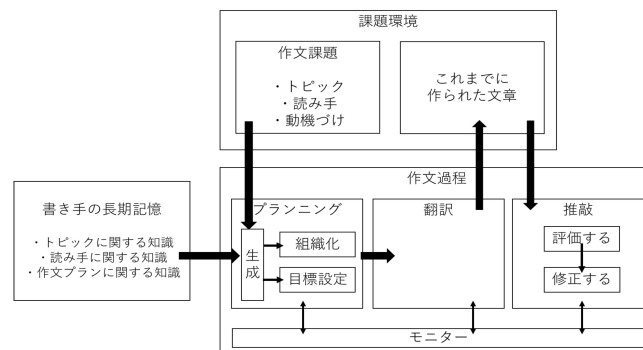 課題環境
作文課題
・トピック
・読み手
・動機づけ
これまでに
作られた文章
作文過程
書き手の長期記憶
・トピックに関する知識
・読み手に関する知識
・作文プランに関する知識
プランニング
生成
組織化
目標設定
翻訳
推敲
評価する
修正する
モニター